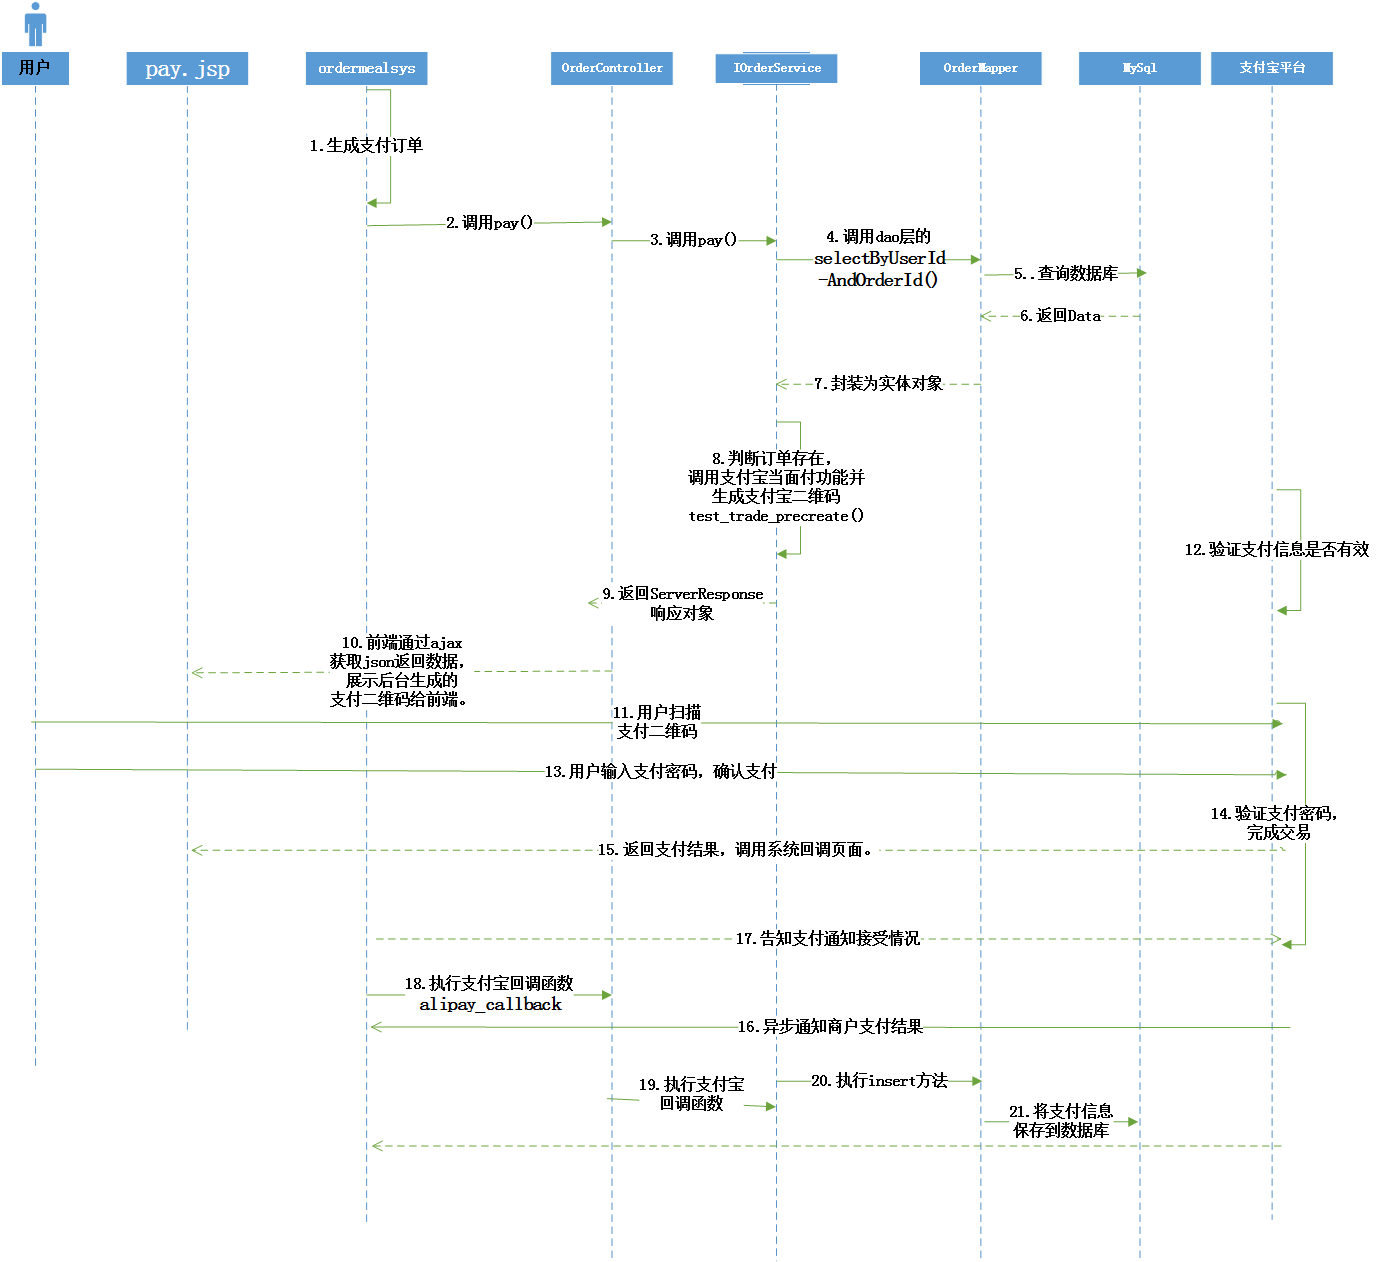 用户
pay.jsp
ordermealsys
OrderController
IOrderService
OrderMapper
MySql
支付宝平台
1.生成支付订单
2.调用pay()
3.调用pay()
4.调用dao层的
selectByUserId
-AndOrderId()
5..查询数据库
6.返回Data
7.封装为实体对象
8.判断订单存在,
调用支付宝当面付功能并
生成支付宝二维码
test_trade_precreate()
12.验证支付信息是否有效
9.返回ServerResponse
响应对象
10.前端通过ajax
获取json返回数据,
展示后台生成的
支付二维码给前端。
11.用户扫描
支付二维码
13.用户输入支付密码,确认支付
14.验证支付密码,
完成交易
15.返回支付结果,调用系统回调页面。
17.告知支付通知接受情况
18.执行支付宝回调函数
alipay_callback
16.异步通知商户支付结果
19.执行支付宝
回调函数
20.执行insert方法
21.将支付信息
保存到数据库